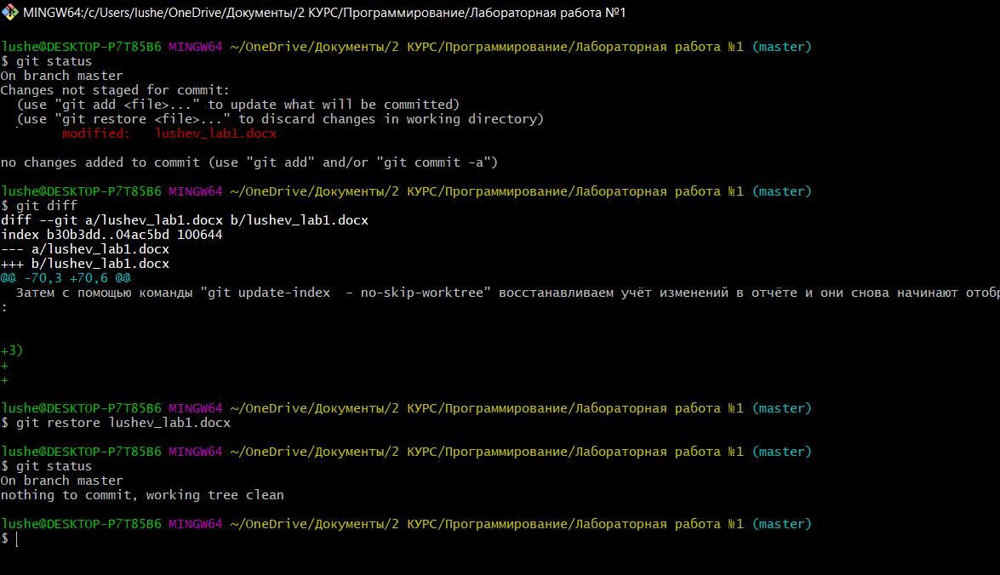 MINGW64:/c/Users/lushe/OneDrive/Документы/2 КУРС/Программирование/Лабораторная работа №1
lushe@DESKTOP-P7T85B6 MINGW64 ~/OneDrive/Документы/2 КУРС/Программирование/Лабораторная работа №1 (master)
$ git status
On branch master
Changes not staged for commit:
  (use "git add <file>..." to update what will be committed)
  (use "git restore <file>..." to discard changes in working directory)
        modified:   lushev_lab1.docx
no changes added to commit (use "git add" and/or "git commit -a")
lushe@DESKTOP-P7T85B6 MINGW64 ~/OneDrive/Документы/2 КУРС/Программирование/Лабораторная работа №1 (master)
$ git diff
diff --git a/lushev_lab1.docx b/lushev_lab1.docx
index b30b3dd..04ac5bd 100644
--- a/lushev_lab1.docx
+++ b/lushev_lab1.docx
@@ -70,3 +70,6 @@
  Затем с помощью команды "git update-index  - no-skip-worktree" восстанавливаем учёт изменений в отчёте и они снова начинают
:
+3)
+
+
lushe@DESKTOP-P7T85B6 MINGW64 ~/OneDrive/Документы/2 КУРС/Программирование/Лабораторная работа №1 (master)
$ git restore lushev_lab1.docx
lushe@DESKTOP-P7T85B6 MINGW64 ~/OneDrive/Документы/2 КУРС/Программирование/Лабораторная работа №1 (master)
$ git status
On branch master
nothing to commit, working tree clean
lushe@DESKTOP-P7T85B6 MINGW64 ~/OneDrive/Документы/2 КУРС/Программирование/Лабораторная работа №1 (master)
$